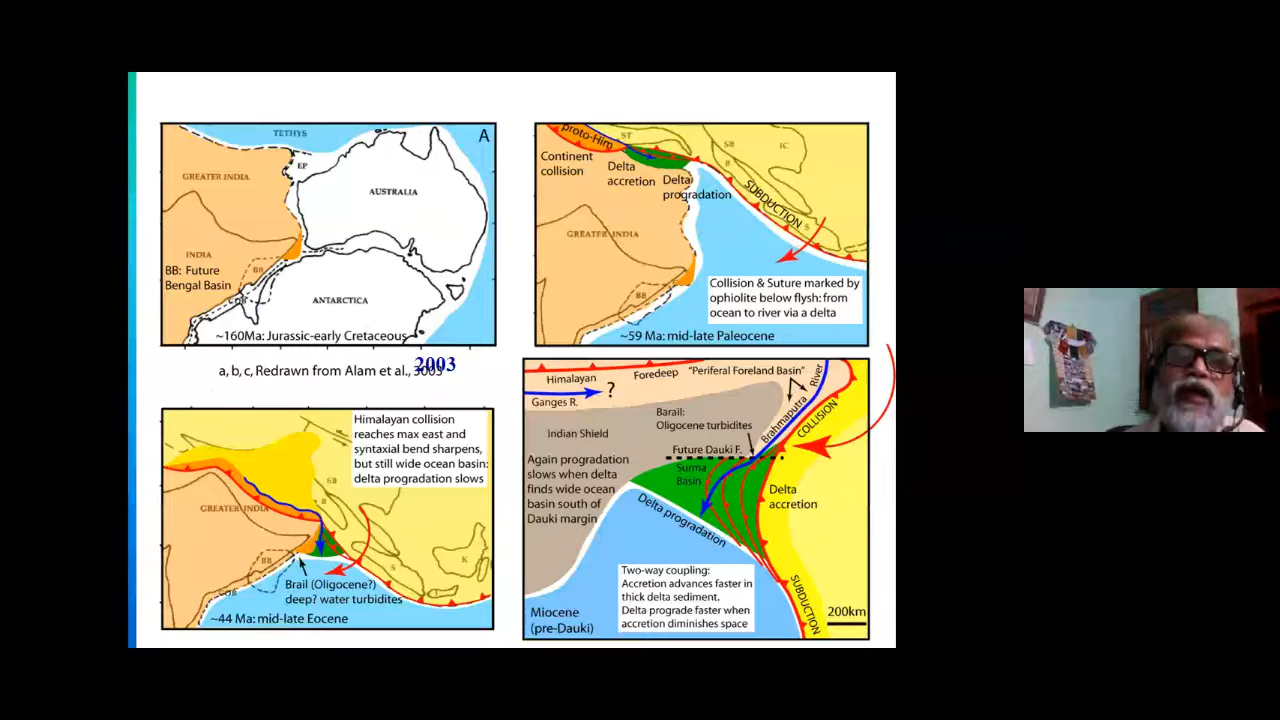 TETHYS
A
EP
GREATER INDIA
AUSTRALIA
INDIA
BB: Future
Bengal Basin
BB
COB
ANTARCTICA
~160Ma: Jurassic-early Cretaceous
proto-Him
ST
SB
IC
B
Continent
collision
Delta
accretion
Delta
progradation
SUBDUCTION
S
GREATER INDIA
BB
Collision & Suture marked by
ophiolite below flysh: from
ocean to river via a delta
~59 Ma: mid-late Paleocene
a, b, c, Redrawn from Alam et al., 3003
2003
Himalayan collision
reaches max east and
syntaxial bend sharpens,
but still wide ocean basin:
delta progradation slows
SB
B
GREATER INDIA
BB
COB
S
K
Brail (Oligocene?)
deep? water turbidites
~44 Ma: mid-late Eocene
Himalayan
Foredeep
"Periferal Foreland Basin"
Ganges R.
?
Brahmaputra
River
COLLISION
Indian Shield
Barail:
Oligocene turbidites
Future Dauki F.
Again progradation
slows when delta
finds wide ocean
basin south of
Dauki margin
Surma
Basin
Delta
accretion
Delta progradation
Two-way coupling:
Accretion advances faster in
thick delta sediment.
Delta prograde faster when
accretion diminishes space
SUBDUCTION
Miocene
(pre-Dauki)
200km